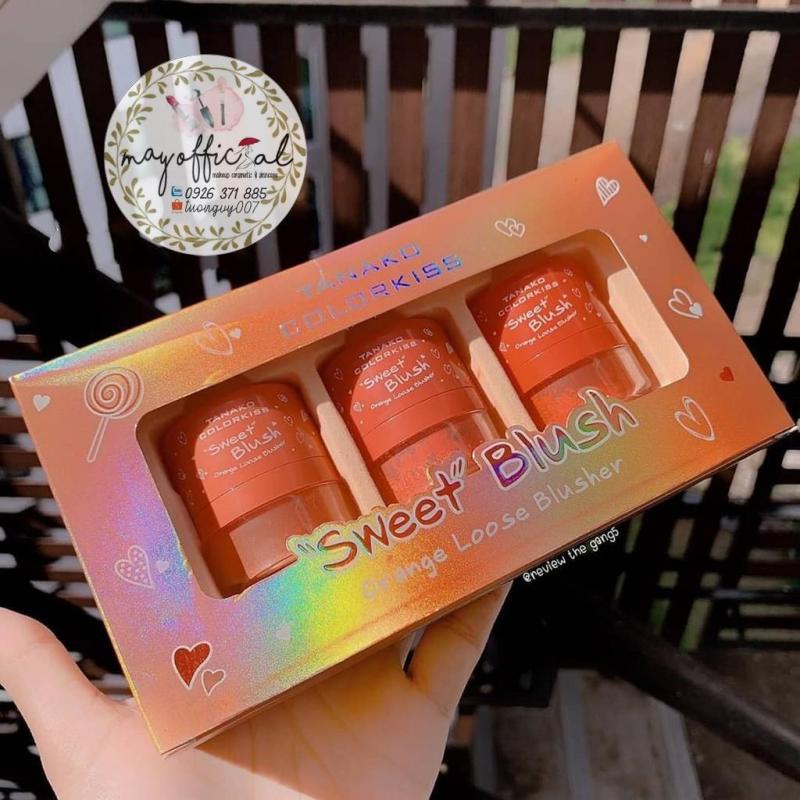 mayofficial
makeup cosmetic & skincare
0926 371 885
tuonguy007
TANAKO
COLORKISS
TANAKO
COLORKISS
"Sweet"
Blush
Orange Loose Blusher
TANAKO
COLORKISS
"Sweet"
Blush
Orange Loose Blusher
TANAKO
COLORKISS
"Sweet"
Blush
Orange Loose Blusher
"Sweet" Blush
Orange Loose Blusher
@review the gang5